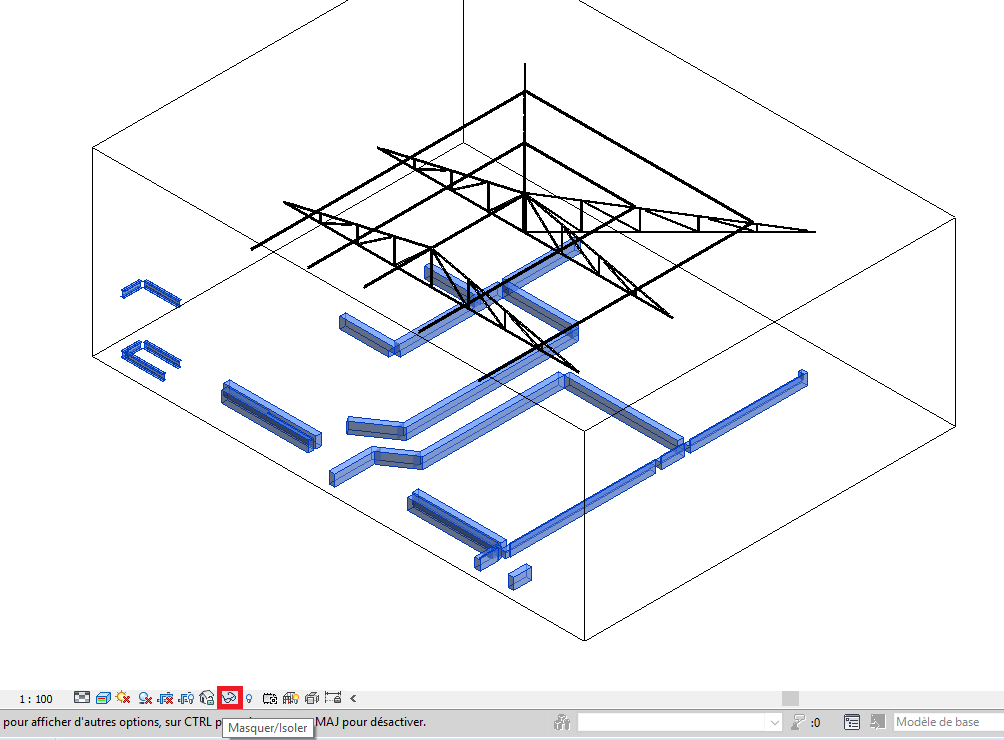 1 : 100
pour afficher d'autres options, sur CTRL p
MAJ pour désactiver.
Masquer/Isoler
:0
Modèle de base